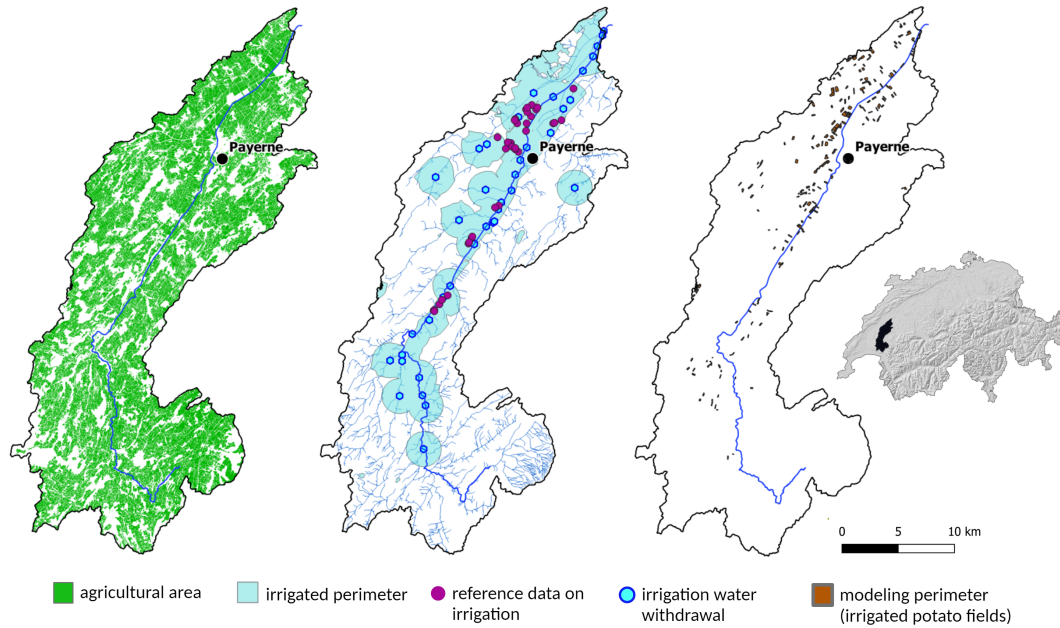 Payerne
Payerne
Payerne
0 5 10 km
agricultural area
irrigated perimeter
reference data on
irrigation
irrigation water
withdrawal
modeling perimeter
(irrigated potato fields)